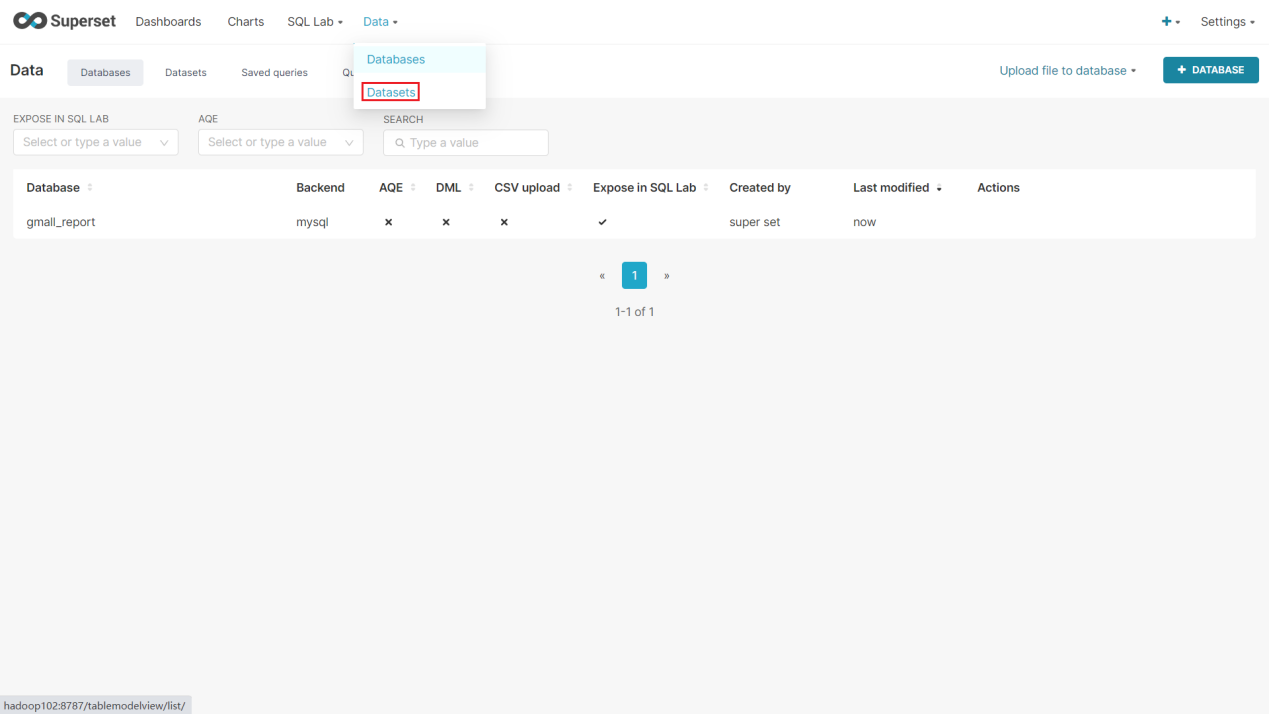 Superset Dashboards Charts SQL Lab Data + Settings
Databases
Datasets
Data Databases Datasets Saved queries Qu Upload file to database + DATABASE
EXPOSE IN SQL LAB AQE SEARCH
Select or type a value Select or type a value Type a value
Database Backend AQE DML CSV upload Expose in SQL Lab Created by Last modified Actions
gmall_report mysql super set now
« 1 »
1-1 of 1
hadoop102:8787/tablemodelview/list/